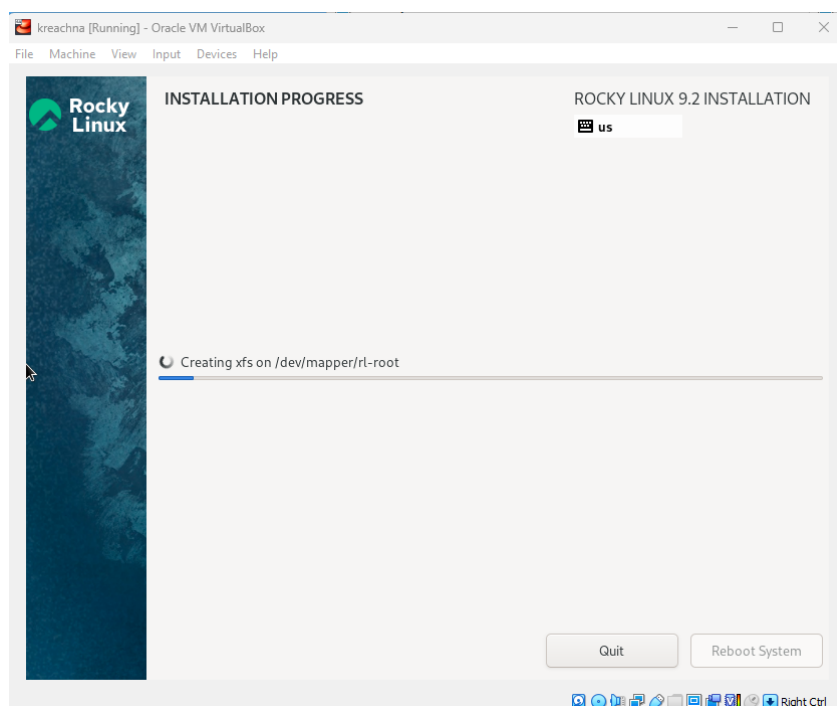 kreachna [Running] - Oracle VM VirtualBox
File Machine View Input Devices Help
Rocky
Linux
INSTALLATION PROGRESS
ROCKY LINUX 9.2 INSTALLATION
us
Creating xfs on /dev/mapper/rl-root
Quit
Reboot System
Right Ctrl